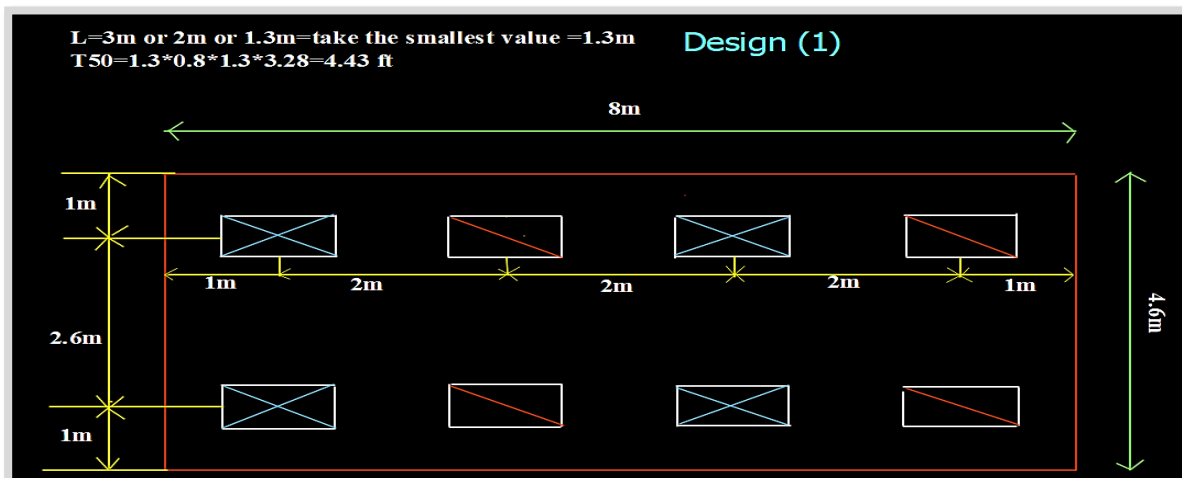 L=3m or 2m or 1.3m=take the smallest value =1.3m
Design (1)
T50=1.3*0.8*1.3*3.28=4.43 ft
8m
1m
1m
2m
2m
2m
1m
4.6m
2.6m
1m